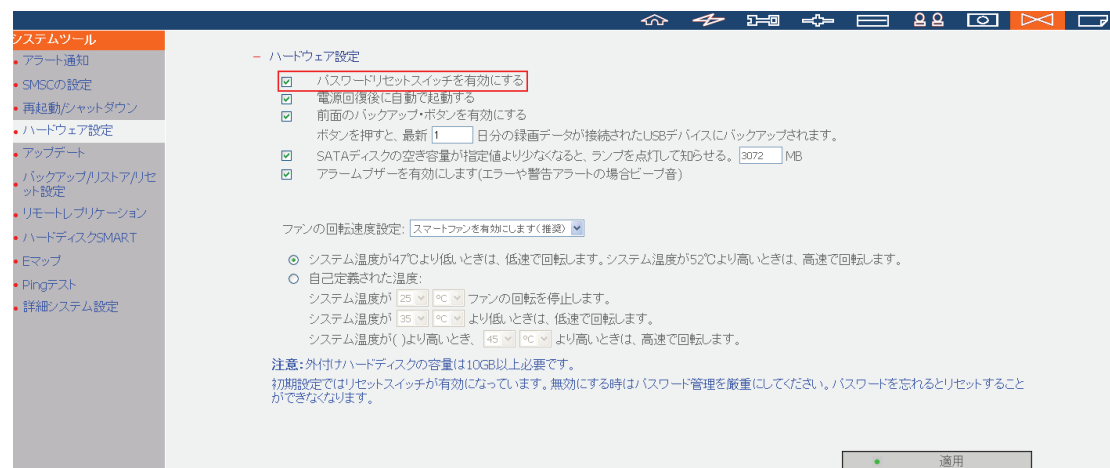 システムツール
アラート通知
SMSCの設定
再起動/シャットダウン
ハードウェア設定
アップデート
バックアップ/リストア/リセ
ット設定
リモートレプリケーション
ハードディスクSMART
Eマップ
Pingテスト
詳細システム設定
− ハードウェア設定
パスワードリセットスイッチを有効にする
電源回復後に自動で起動する
前面のバックアップ・ボタンを有効にする
ボタンを押すと、最新 1 日分の録画データが接続されたUSBデバイスにバックアップされます。
SATAディスクの空き容量が指定値より少なくなると、ランプを点灯して知らせる。 3072 MB
アラームブザーを有効にします(エラーや警告アラートの場合ビープ音)
ファンの回転速度設定: スマートファンを有効にします(推奨)
システム温度が47℃より低いときは、低速で回転します。システム温度が52℃より高いときは、高速で回転します。
自己定義された温度:
システム温度が 25 ℃ ファンの回転を停止します。
システム温度が 35 ℃ より低いときは、低速で回転します。
システム温度が( )より高いとき、 45 ℃ より高いときは、高速で回転します。
注意:外付けハードディスクの容量は10GB以上必要です。
初期設定ではリセットスイッチが有効になっています。無効にする時はパスワード管理を厳重にしてください。パスワードを忘れるとリセットすること
ができなくなります。
適用